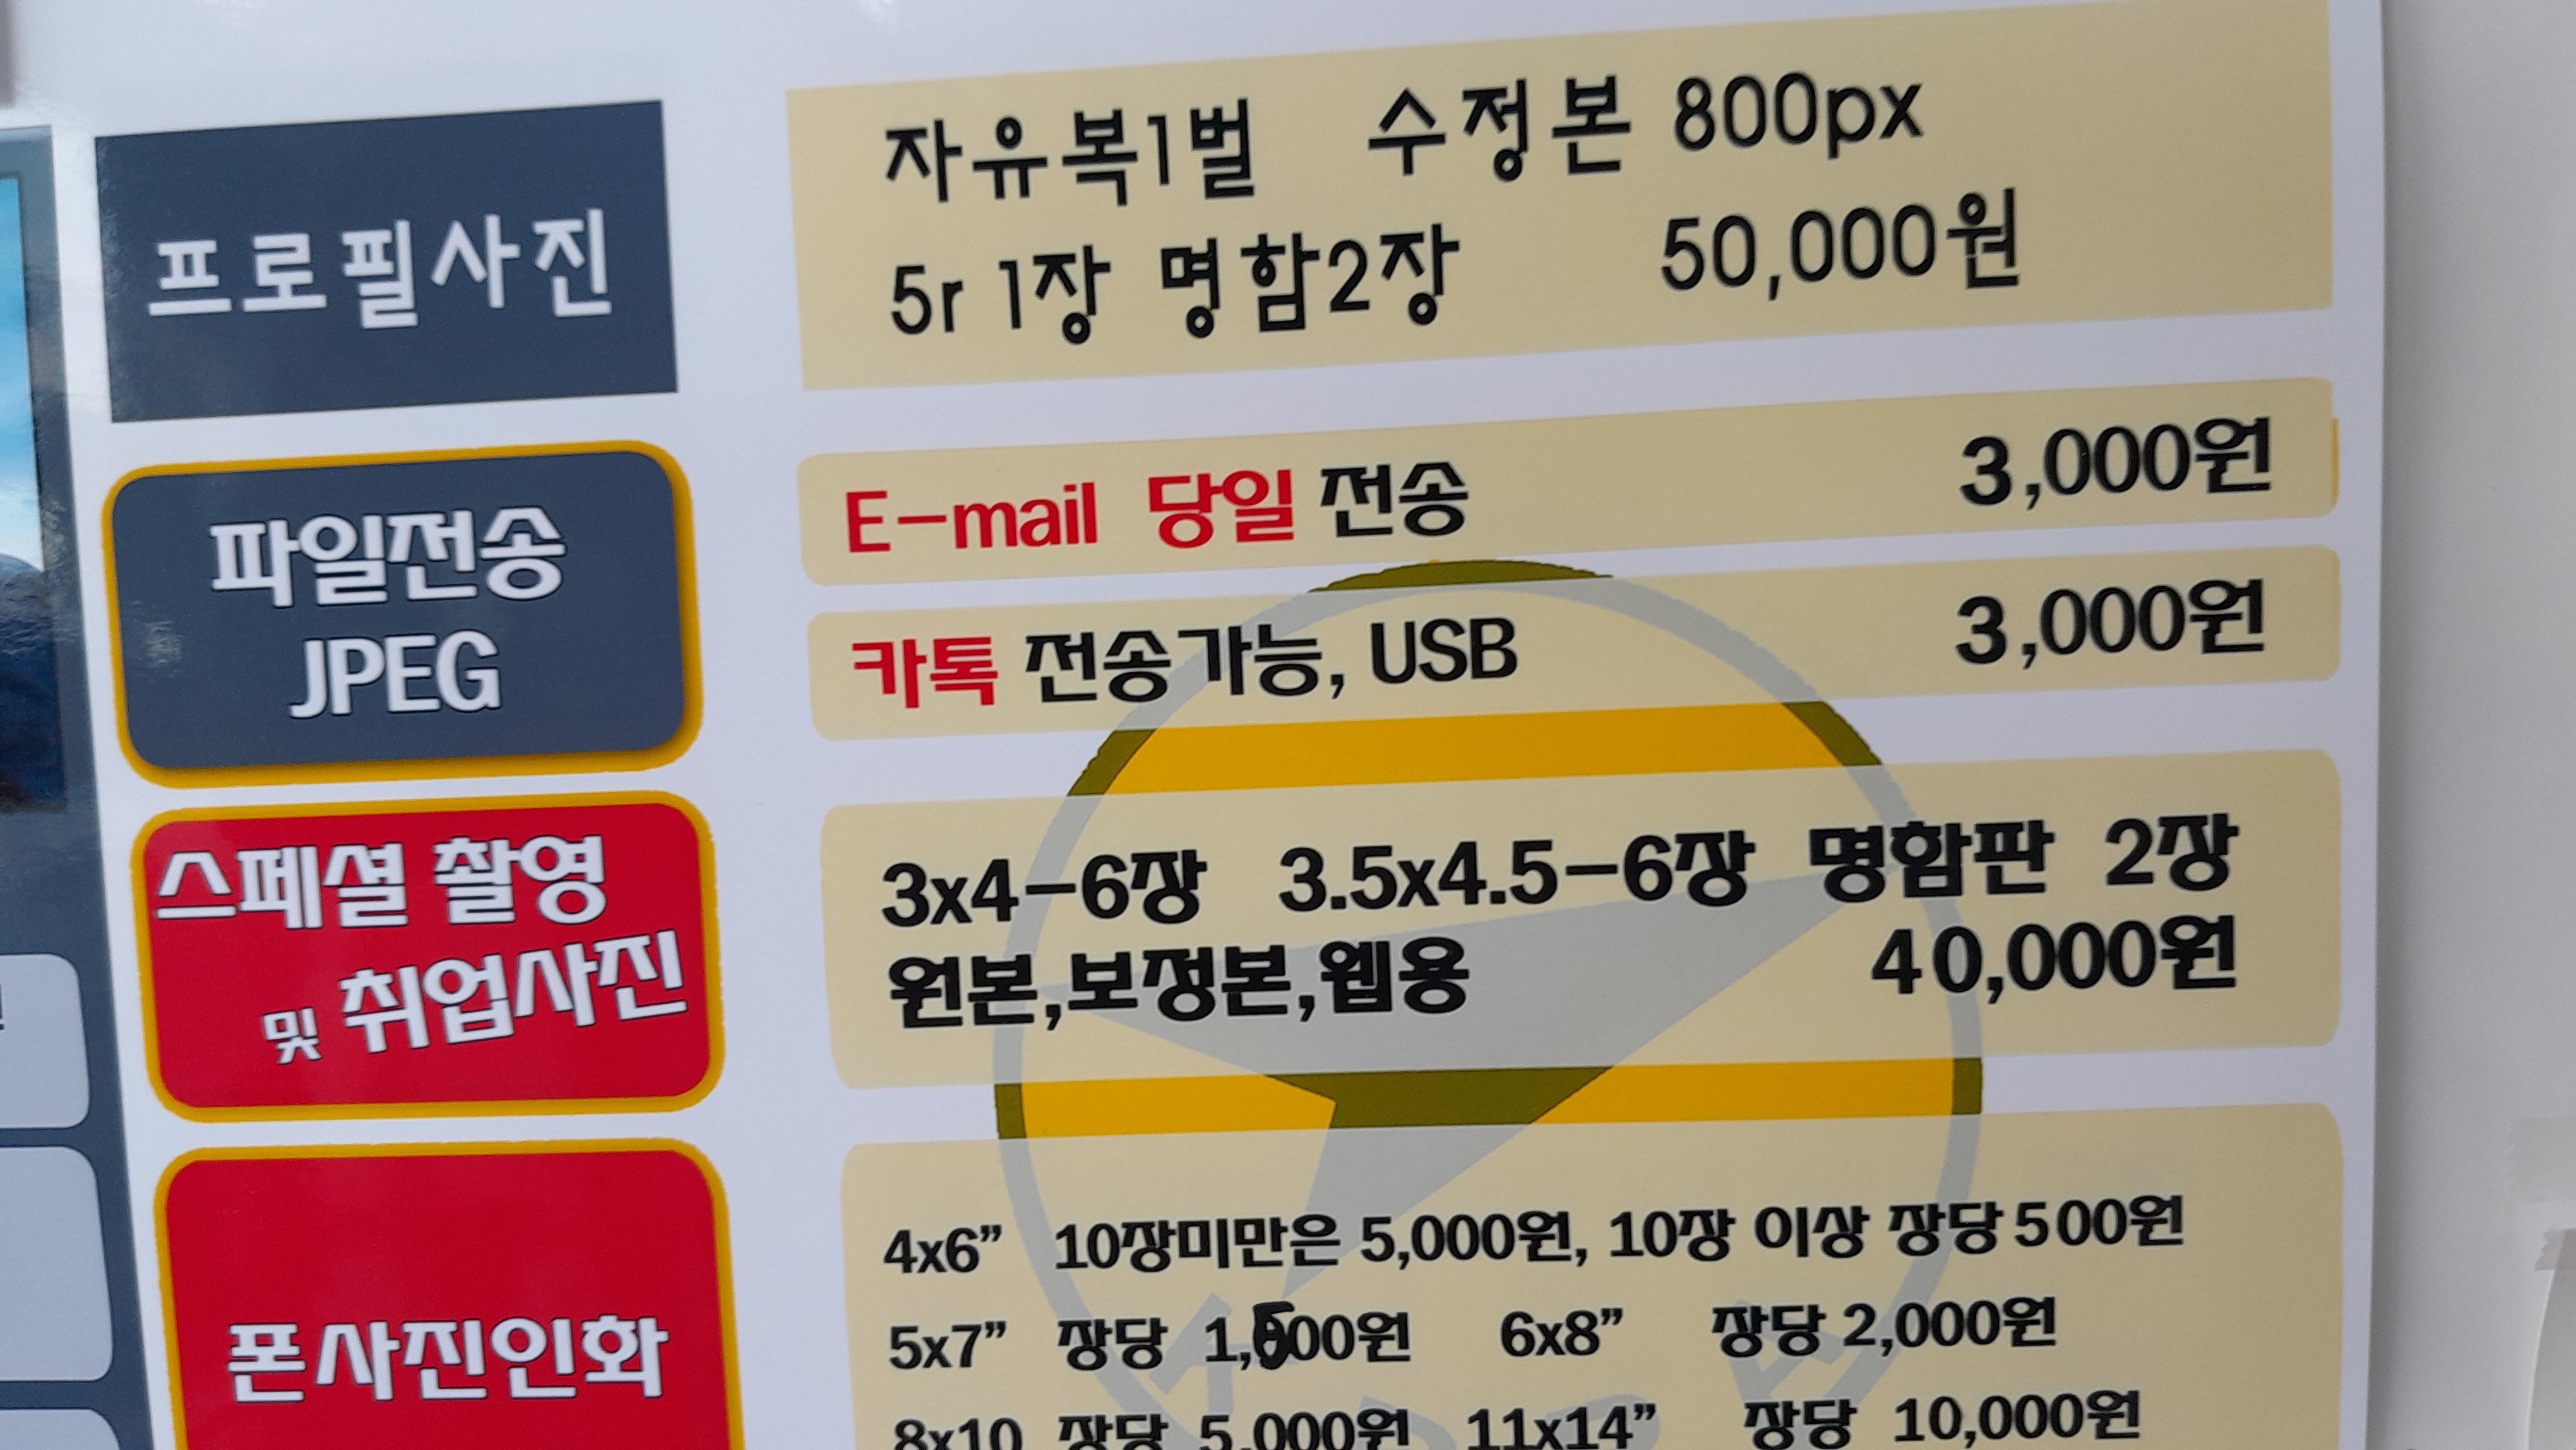 프로필사진
자유복1벌 수정본 800px
5r 1장 명함2장 50,000원
파일전송
JPEG
E-mail 당일 전송 3,000원
카톡 전송가능, USB 3,000원
스페셜 촬영
및 취업사진
3x4-6장 3.5x4.5-6장 명함판 2장
원본,보정본,웹용 40,000원
폰사진인화
4x6” 10장미만은 5,000원, 10장 이상 장당 500원
5x7” 장당 1,500원 6x8” 장당 2,000원
8x10 장당 5,000원 11x14” 장당 10,000원